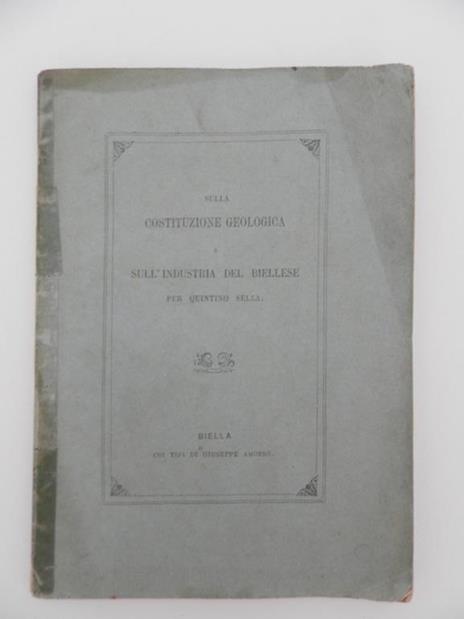 SULLA
COSTITUZIONE GEOLOGICA
E
SULL'INDUSTRIA DEL BIELLESE
PER QUINTINO SELLA.
BIELLA
COI TIPI DI GIUSEPPE AMOSSO.